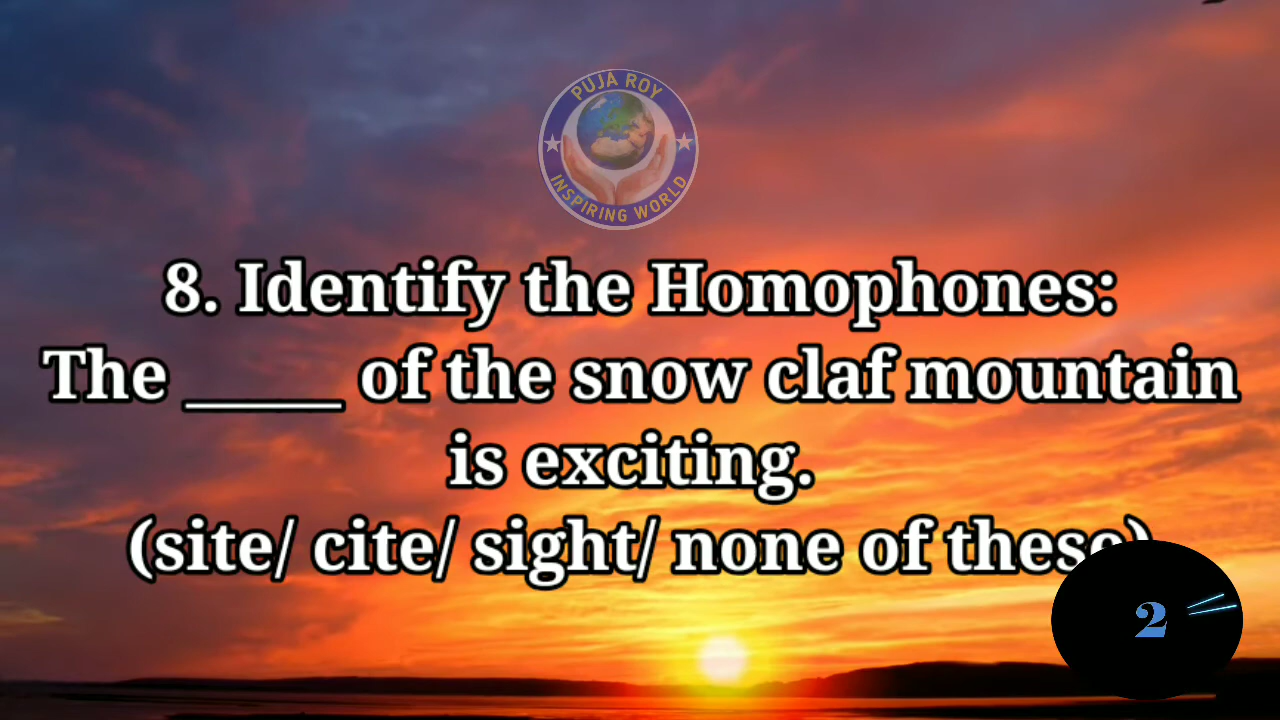 PUJA ROY
INSPIRING WORLD
8. Identify the Homophones:
The _____ of the snow claf mountain
is exciting.
(site/ cite/ sight/ none of these)
2